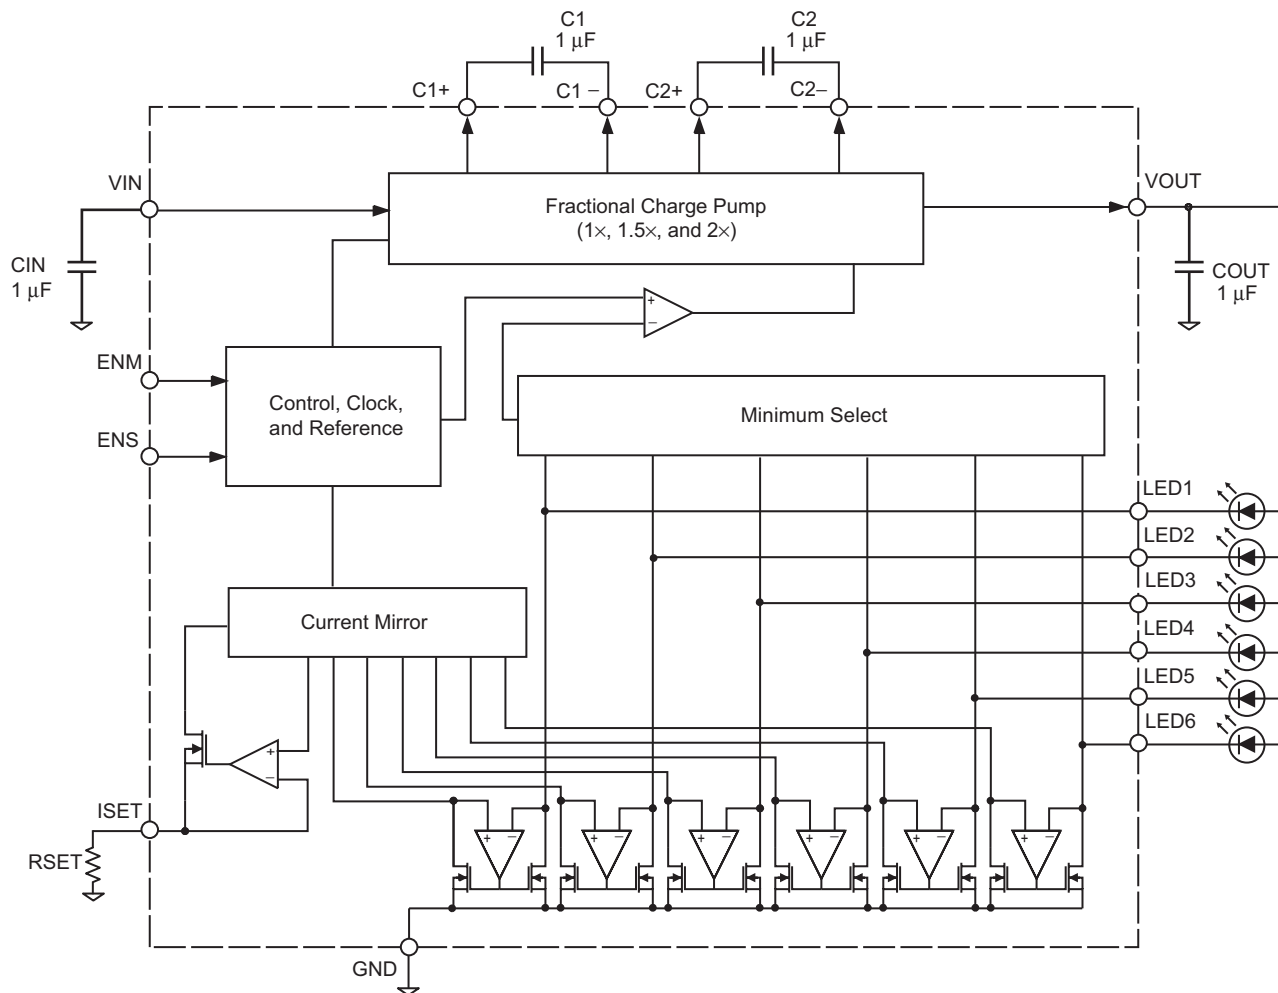 C1
1 μF
C2
1 μF
C1+
C1 –
C2+
C2–
VIN
Fractional Charge Pump
(1×, 1.5×, and 2×)
VOUT
CIN
1 μF
COUT
1 μF
+
–
ENM
ENS
Control, Clock,
and Reference
Minimum Select
LED1
LED2
LED3
LED4
LED5
LED6
Current Mirror
+
–
ISET
RSET
+ –
+ –
+ –
+ –
+ –
+ –
GND